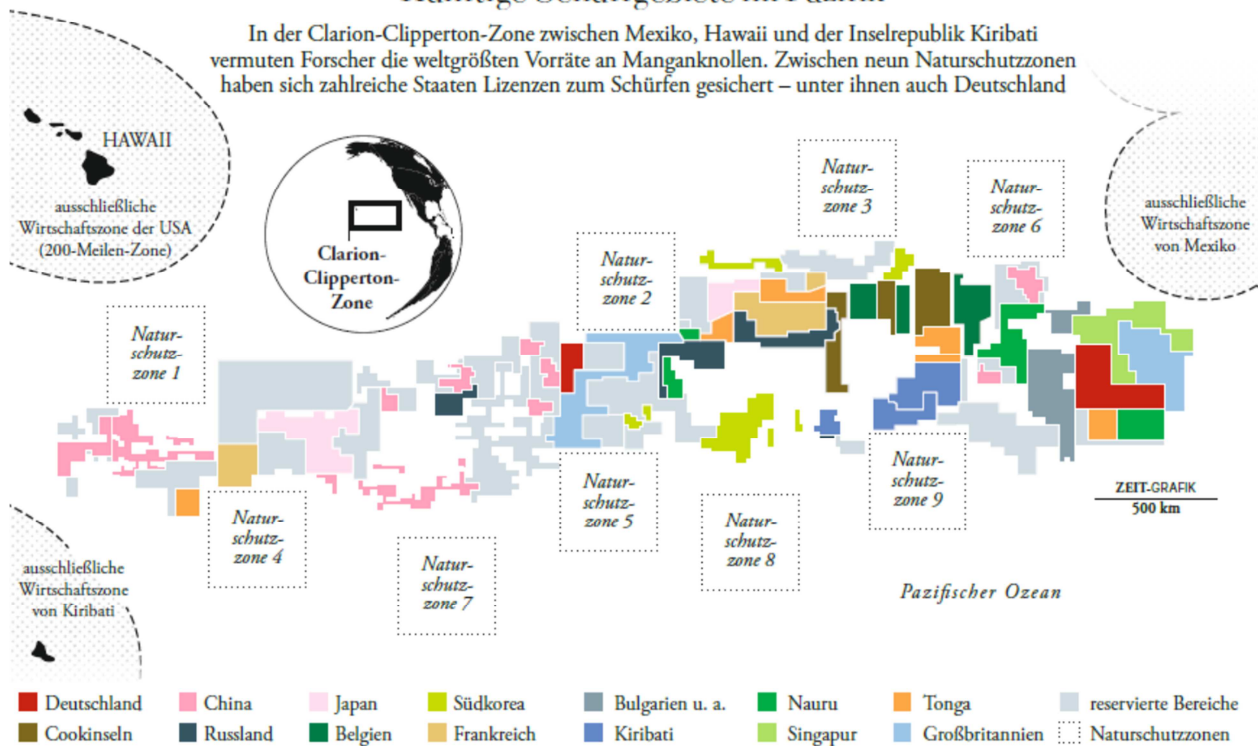 In der Clarion-Clipperton-Zone zwischen Mexiko, Hawaii und der Inselrepublik Kiribati
vermuten Forscher die weltgrößten Vorräte an Manganknollen. Zwischen neun Naturschutzzonen
haben sich zahlreiche Staaten Lizenzen zum Schürfen gesichert – unter ihnen auch Deutschland
HAWAII
ausschließliche
Wirtschaftszone der USA
(200-Meilen-Zone)
Clarion-
Clipperton-
Zone
Natur-
schutz-
zone 3
Natur-
schutz-
zone 6
ausschließliche
Wirtschaftszone
von Mexiko
Natur-
schutz-
zone 2
Natur-
schutz-
zone 1
Natur-
schutz-
zone 4
Natur-
schutz-
zone 7
Natur-
schutz-
zone 5
Natur-
schutz-
zone 8
Natur-
schutz-
zone 9
ZEIT-GRAFIK
500 km
ausschließliche
Wirtschaftszone
von Kiribati
Pazifischer Ozean
Deutschland
China
Japan
Südkorea
Bulgarien u. a.
Nauru
Tonga
reservierte Bereiche
Cookinseln
Russland
Belgien
Frankreich
Kiribati
Singapur
Großbritannien
Naturschutzzonen